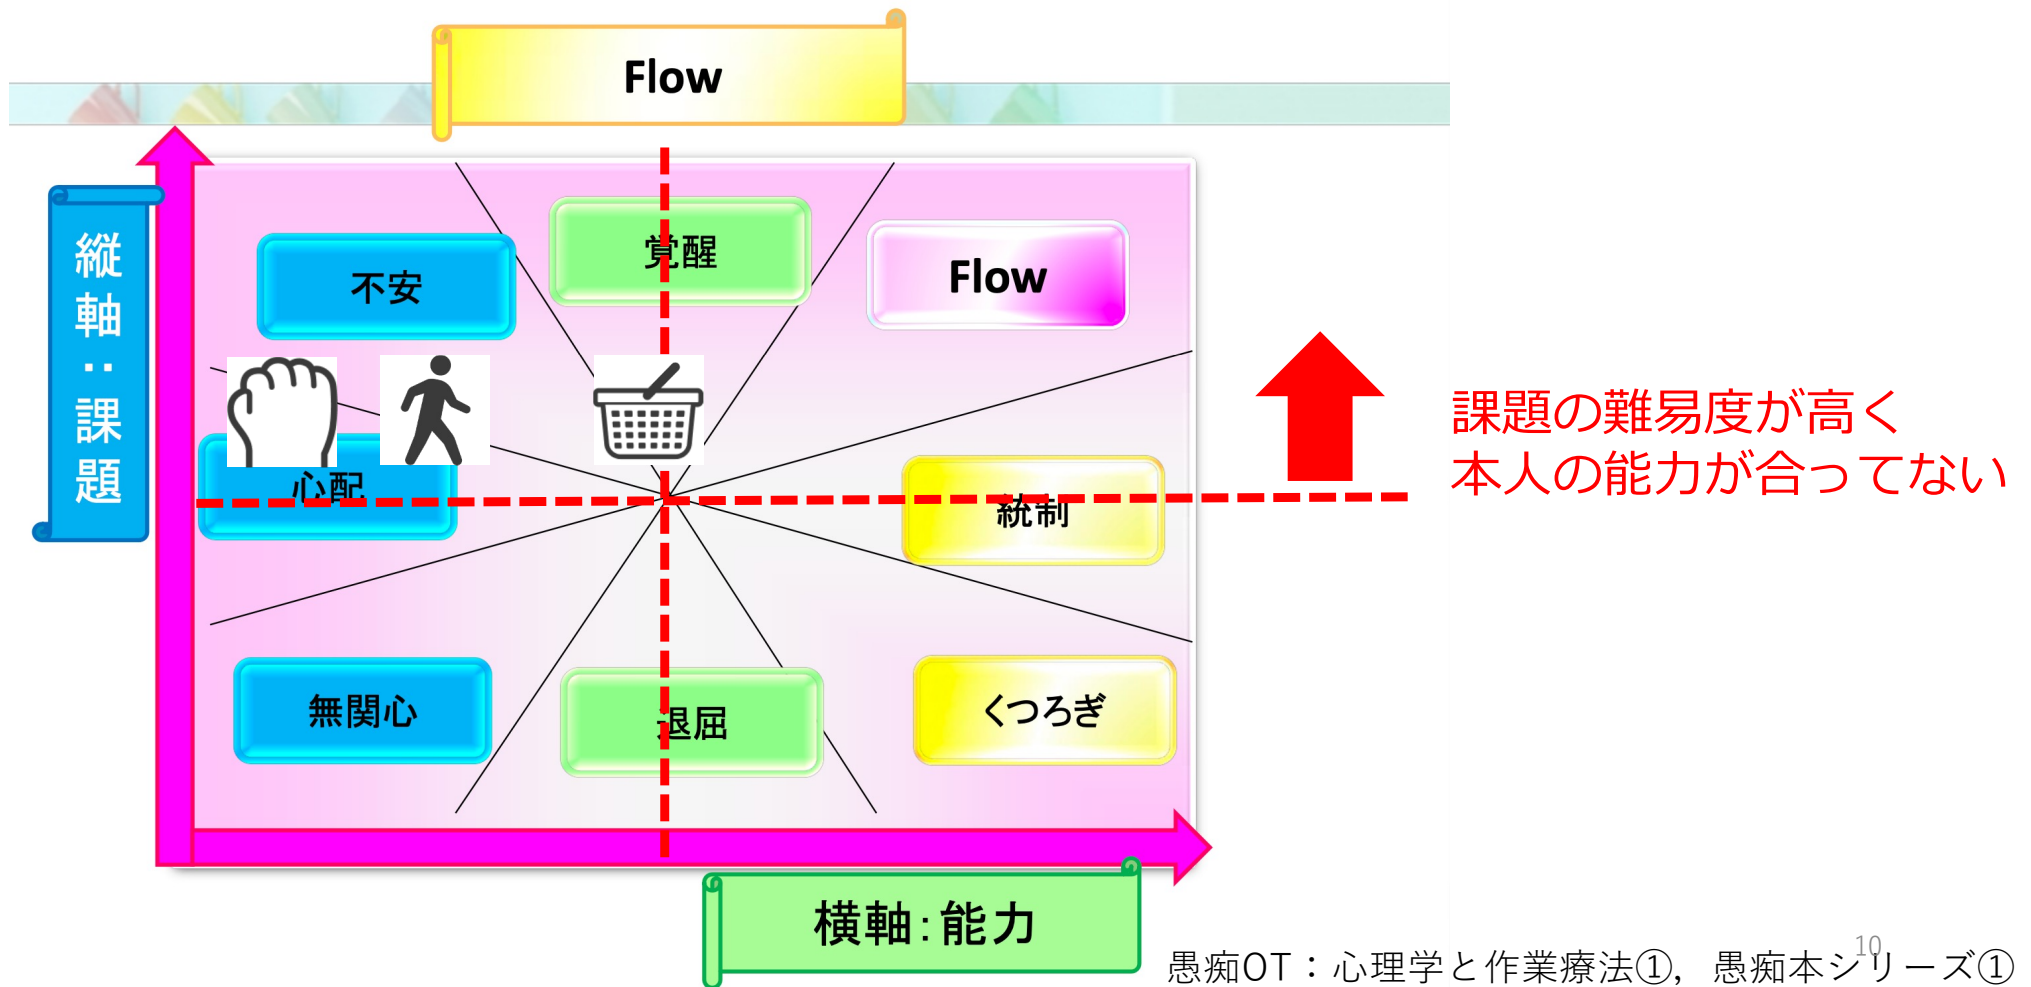 Flow
縦軸：課題
不安
覚醒
Flow
心配
統制
課題の難易度が高く
本人の能力が合ってない
無関心
退屈
くつろぎ
横軸：能力
10
愚痴OT：心理学と作業療法①，愚痴本シリーズ①